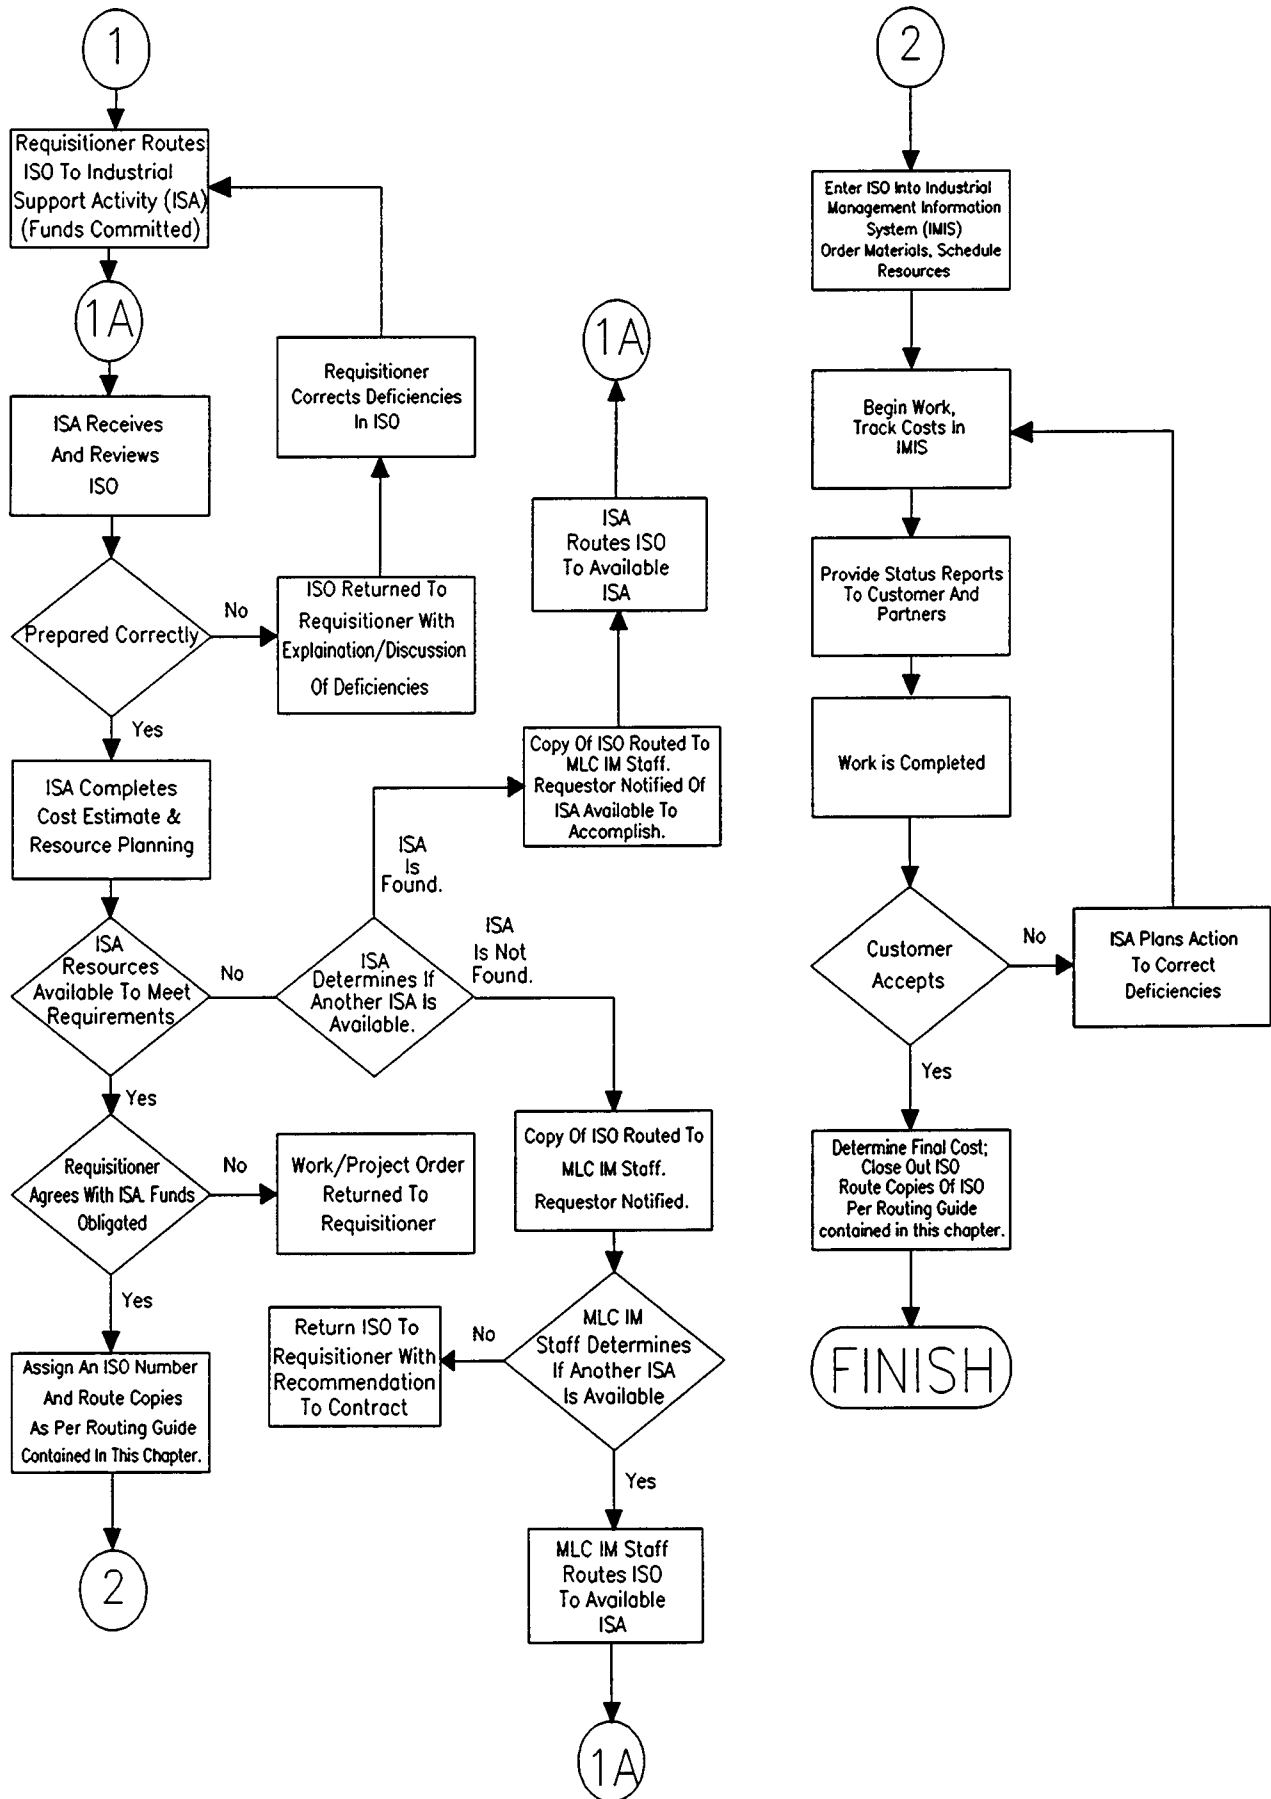 1
Requisitioner Routes
ISO To Industrial
Support Activity (ISA)
(Funds Committed)
1A
ISA Receives
And Reviews
ISO
Prepared Correctly
No
ISO Returned To
Requisitioner With
Explaination/Discussion
Of Deficiencies
Requisitioner
Corrects Deficiencies
In ISO
Yes
ISA Completes
Cost Estimate &
Resource Planning
ISA
Resources
Available To Meet
Requirements
No
ISA
Determines If
Another ISA Is
Available.
ISA
Is
Found.
Copy Of ISO Routed To
MLC IM Staff.
Requestor Notified Of
ISA Available To
Accomplish.
ISA
Routes ISO
To Available
ISA
1A
ISA
Is Not
Found.
Copy Of ISO Routed To
MLC IM Staff.
Requestor Notified.
MLC IM
Staff Determines
If Another ISA
Is Available
No
Return ISO To
Requisitioner With
Recommendation
To Contract
Yes
MLC IM Staff
Routes ISO
To Available
ISA
1A
Yes
Requisitioner
Agrees With ISA. Funds
Obligated
No
Work/Project Order
Returned To
Requisitioner
Yes
Assign An ISO Number
And Route Copies
As Per Routing Guide
Contained In This Chapter.
2
2
Enter ISO Into Industrial
Management Information
System (IMIS)
Order Materials, Schedule
Resources
Begin Work,
Track Costs In
IMIS
Provide Status Reports
To Customer And
Partners
Work is Completed
Customer
Accepts
No
ISA Plans Action
To Correct
Deficiencies
Yes
Determine Final Cost;
Close Out ISO
Route Copies Of ISO
Per Routing Guide
contained in this chapter.
FINISH